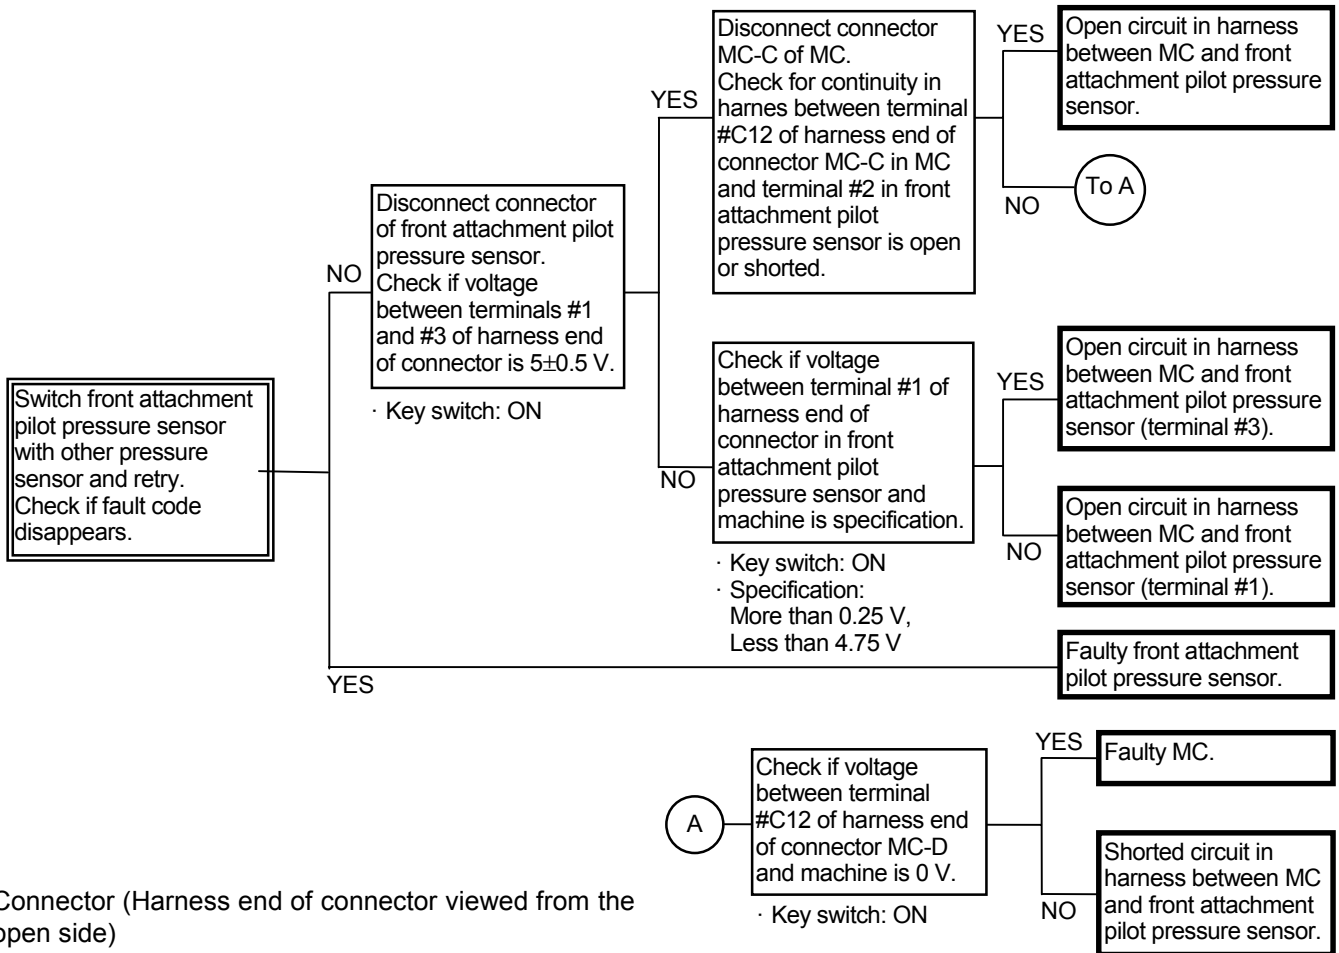 Switch front attachment
pilot pressure sensor
with other pressure
sensor and retry.
Check if fault code
disappears.
NO
Disconnect connector
of front attachment pilot
pressure sensor.
Check if voltage
between terminals #1
and #3 of harness end
of connector is 5±0.5 V.
· Key switch: ON
YES
Disconnect connector
MC-C of MC.
Check for continuity in
harnes between terminal
#C12 of harness end of
connector MC-C in MC
and terminal #2 in front
attachment pilot
pressure sensor is open
or shorted.
YES
Open circuit in harness
between MC and front
attachment pilot pressure
sensor.
NO
To A
NO
Check if voltage
between terminal #1 of
harness end of
connector in front
attachment pilot
pressure sensor and
machine is specification.
· Key switch: ON
· Specification:
More than 0.25 V,
Less than 4.75 V
YES
Open circuit in harness
between MC and front
attachment pilot pressure
sensor (terminal #3).
NO
Open circuit in harness
between MC and front
attachment pilot pressure
sensor (terminal #1).
YES
Faulty front attachment
pilot pressure sensor.
A
Check if voltage
between terminal
#C12 of harness end
of connector MC-D
and machine is 0 V.
· Key switch: ON
YES
Faulty MC.
NO
Shorted circuit in
harness between MC
and front attachment
pilot pressure sensor.
Connector (Harness end of connector viewed from the
open side)